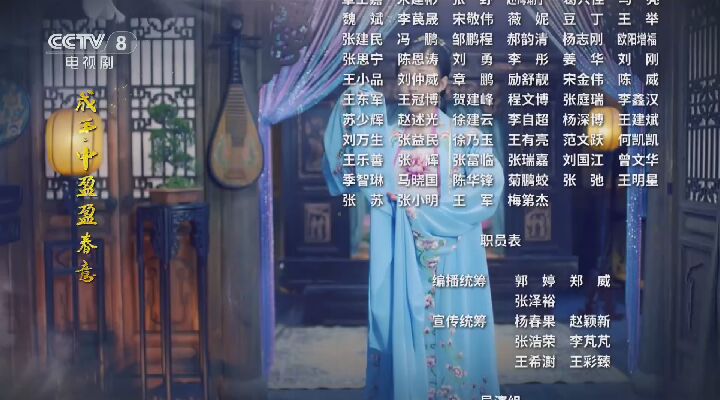 CCTV 8
电视剧
成王·中盈盈春意
魏 斌 李萬晟 宋敬伟 薇 妮 豆 丁 王 举
张建民 冯 鹏 邹鹏程 郝韵清 杨志刚 欧阳增福
张思宁 陈恩涛 刘 勇 李 彤 姜 华 刘 刚
王小品 刘仲威 章 鹏 励舒靓 宋金伟 陈 威
王东军 王冠博 贺建峰 程文博 张庭瑞 李鑫汉
苏少辉 赵述光 徐建云 李自超 杨深博 王建斌
刘万生 张益民 徐乃玉 王有亮 范文跃 何凯凯
王乐善 张 辉 张富临 张瑞嘉 刘国江 曾文华
季智琳 马晓国 陈华锋 菊鹏蛟 张 弛 王明星
张 苏 张小明 王 军 梅第杰
职员表
编播统筹 郭 婷 郑 威
张泽裕
宣传统筹 杨春果 赵颖新
张浩荣 李芃芃
王希澍 王彩臻